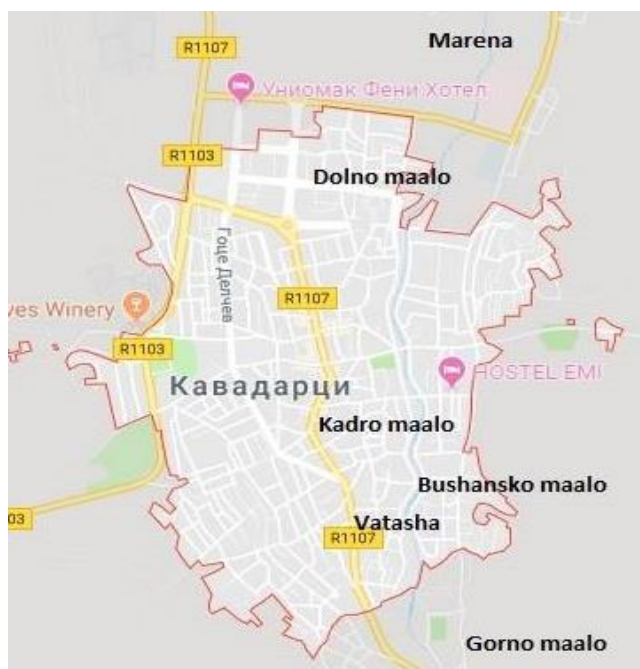 R1107
Marena
Униомак Фени Хотел
R1103
Dolno maalo
Гоце Делчев
R1107
ves Winery
R1103
HOSTEL EMI
Кавадарци
Kadro maalo
Bushansko maalo
03
Vatasha
R1107
Gorno maalo